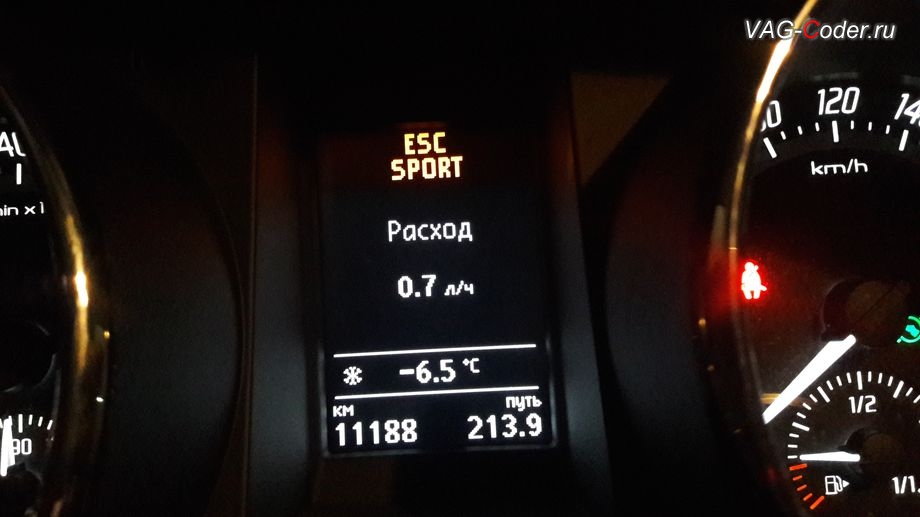 VAG-Coder.ru
120
km/h
ESC
SPORT
Расход
0.7 л/ч
-6.5 °C
км
путь
11188
213.9
1/2
90